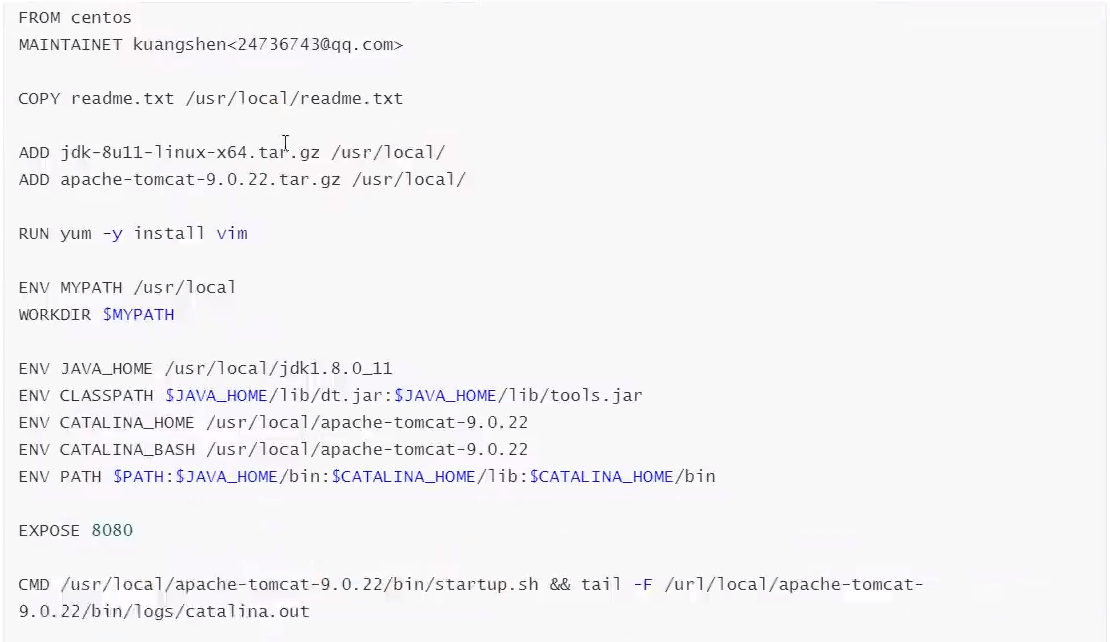 FROM centos
MAINTAINET kuangshen<24736743@qq.com>
COPY readme.txt /usr/local/readme.txt
ADD jdk-8u11-linux-x64.tar.gz /usr/local/
ADD apache-tomcat-9.0.22.tar.gz /usr/local/
RUN yum -y install vim
ENV MYPATH /usr/local
WORKDIR $MYPATH
ENV JAVA_HOME /usr/local/jdk1.8.0_11
ENV CLASSPATH $JAVA_HOME/lib/dt.jar:$JAVA_HOME/lib/tools.jar
ENV CATALINA_HOME /usr/local/apache-tomcat-9.0.22
ENV CATALINA_BASH /usr/local/apache-tomcat-9.0.22
ENV PATH $PATH:$JAVA_HOME/bin:$CATALINA_HOME/lib:$CATALINA_HOME/bin
EXPOSE 8080
CMD /usr/local/apache-tomcat-9.0.22/bin/startup.sh && tail -F /url/local/apache-tomcat-
9.0.22/bin/logs/catalina.out